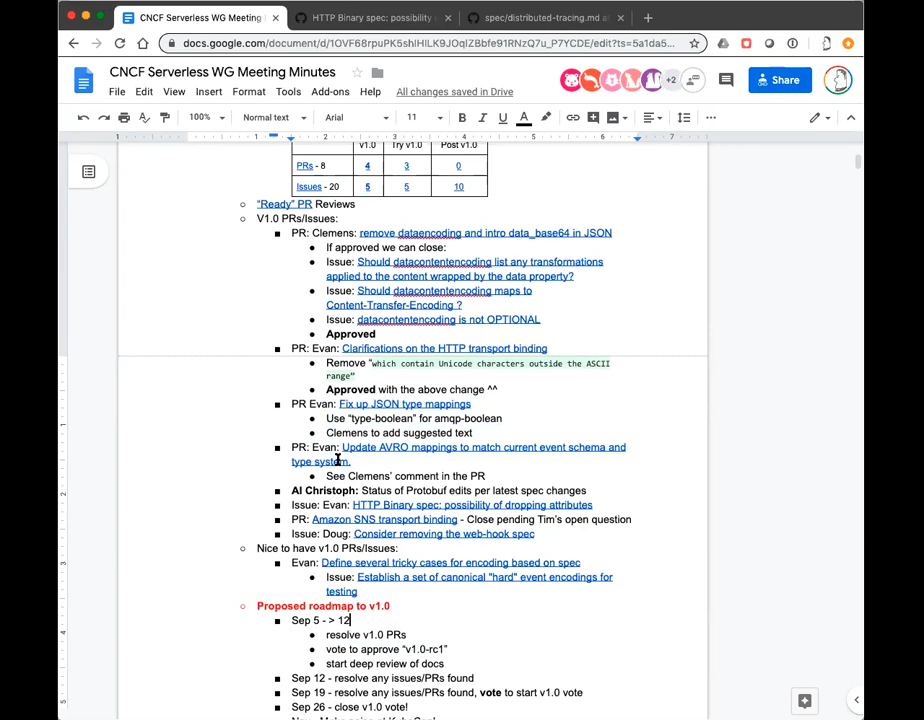 CNCF Serverless WG Meeting
HTTP Binary spec: possibility
spec/distributed-tracing.md a
docs.google.com/document/d/1OVF68rpuPK5shlHILK9JOqlZBbfe91RNzQ7u_P7YCDE/edit?ts=5a1da5...
CNCF Serverless WG Meeting Minutes
File Edit View Insert Format Tools Add-ons Help All changes saved in Drive
+2
Share
100% Normal text Arial 11 B I U A
1 1 2 3 4 5 6 7
v1.0 Try v1.0 Post v1.0
PRs - 8 4 3 0
Issues - 20 5 5 10
"Ready" PR Reviews
V1.0 PRs/Issues:
PR: Clemens: remove dataencoding and intro data_base64 in JSON
If approved we can close:
Issue: Should datacontentencoding list any transformations
applied to the content wrapped by the data property?
Issue: Should datacontentencoding maps to
Content-Transfer-Encoding ?
Issue: datacontentencoding is not OPTIONAL
Approved
PR: Evan: Clarifications on the HTTP transport binding
Remove "which contain Unicode characters outside the ASCII
range"
Approved with the above change ^^
PR Evan: Fix up JSON type mappings
Use "type-boolean" for amqp-boolean
Clemens to add suggested text
PR: Evan: Update AVRO mappings to match current event schema and
type system.
See Clemens' comment in the PR
AI Christoph: Status of Protobuf edits per latest spec changes
Issue: Evan: HTTP Binary spec: possibility of dropping attributes
PR: Amazon SNS transport binding - Close pending Tim's open question
Issue: Doug: Consider removing the web-hook spec
Nice to have v1.0 PRs/Issues:
Evan: Define several tricky cases for encoding based on spec
Issue: Establish a set of canonical "hard" event encodings for
testing
Proposed roadmap to v1.0
Sep 5 - > 12
resolve v1.0 PRs
vote to approve "v1.0-rc1"
start deep review of docs
Sep 12 - resolve any issues/PRs found
Sep 19 - resolve any issues/PRs found, vote to start v1.0 vote
Sep 26 - close v1.0 vote!